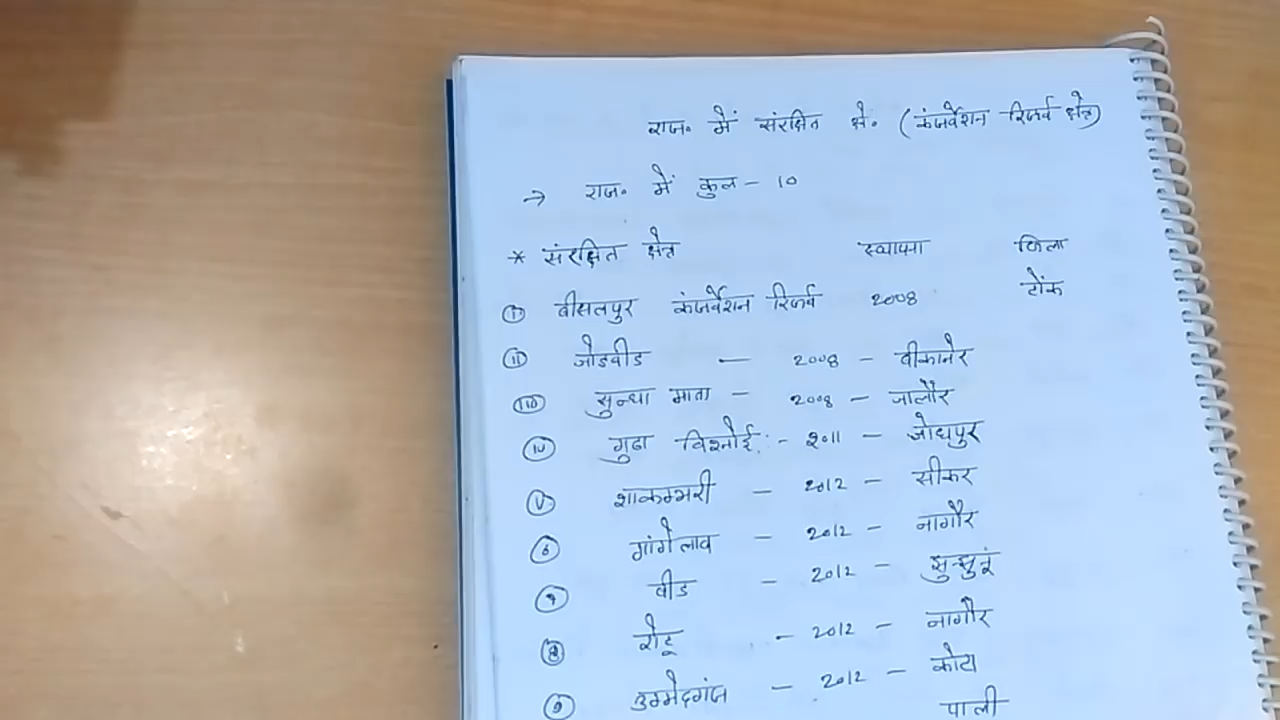 राज. में संरक्षित क्षे. (कंजर्वेशन रिजर्व क्षेत्र)
→ राज. में कुल - 10
* संरक्षित क्षेत्र स्थापना जिला
(i) बीसलपुर कंजर्वेशन रिजर्व 2008 टोंक
(ii) जोडबीड — 2008 - बीकानेर
(iii) सुन्धा माता - 2008 - जालौर
(iv) गुढा विश्नोई :- 2011 - जोधपुर
(v) शाकम्भरी - 2012 - सीकर
(6) गोगेलाव - 2012 - नागौर
(7) बीड - 2012 - झुन्झुनूं
(8) रोटू - 2012 - नागौर
(9) उम्मेदगंज - 2012 - कोटा
पाली